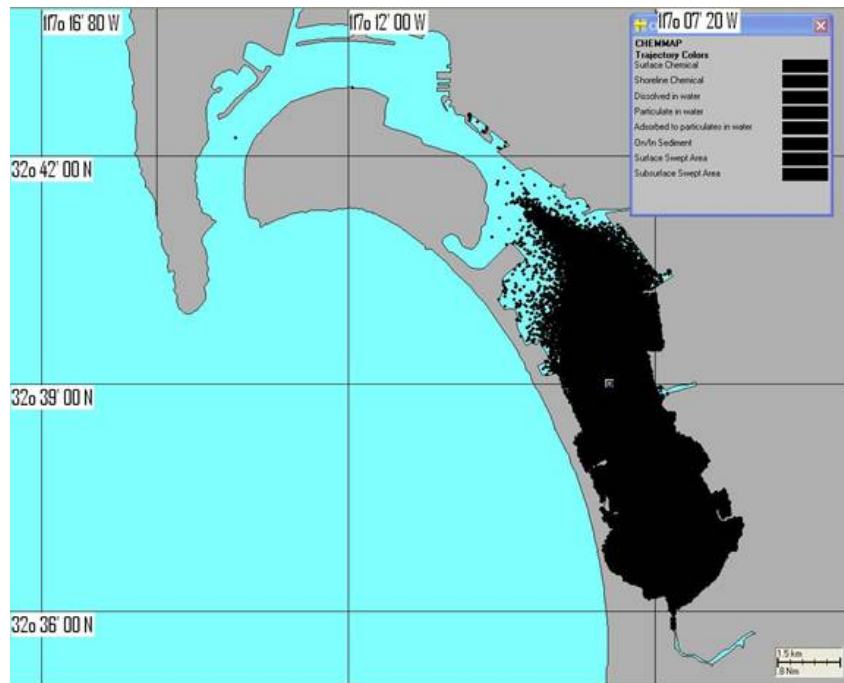 117o 16' 80 W
117o 12' 00 W
117o 07' 20 W
CHEMMAP
Trajectory Colors
Surface Chemical
Shoreline Chemical
Dissolved in water
Particulate in water
Adsorbed to particulates in water
On/In Sediment
Surface Swept Area
Subsurface Swept Area
32o 42' 00 N
32o 39' 00 N
32o 36' 00 N
1.5 km
.8 Nm